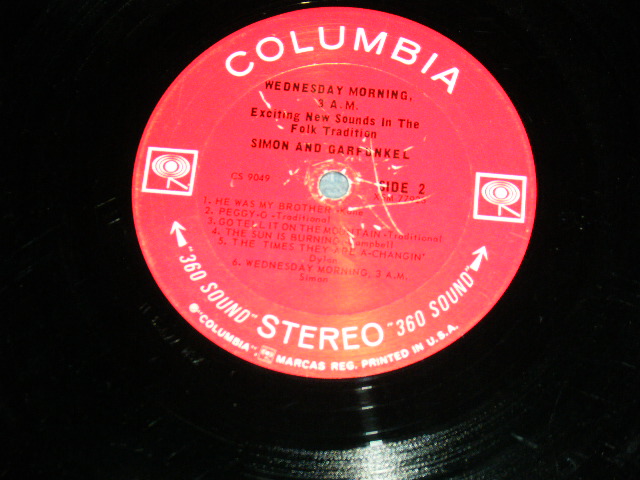 COLUMBIA
WEDNESDAY MORNING,
3 A.M.
Exciting New Sounds In The
Folk Tradition
SIMON AND GARFUNKEL
CS 9049
SIDE 2
1. HE WAS MY BROTHER
2. PEGGY-O -Traditional
3. GO TELL IT ON THE MOUNTAIN -Traditional
4. THE SUN IS BURNING -Campbell
5. THE TIMES THEY ARE A-CHANGIN'
Dylan
6. WEDNESDAY MORNING, 3 A.M.
Simon
"360 SOUND" STEREO "360 SOUND"
® "COLUMBIA", MARCAS REG. PRINTED IN U.S.A.